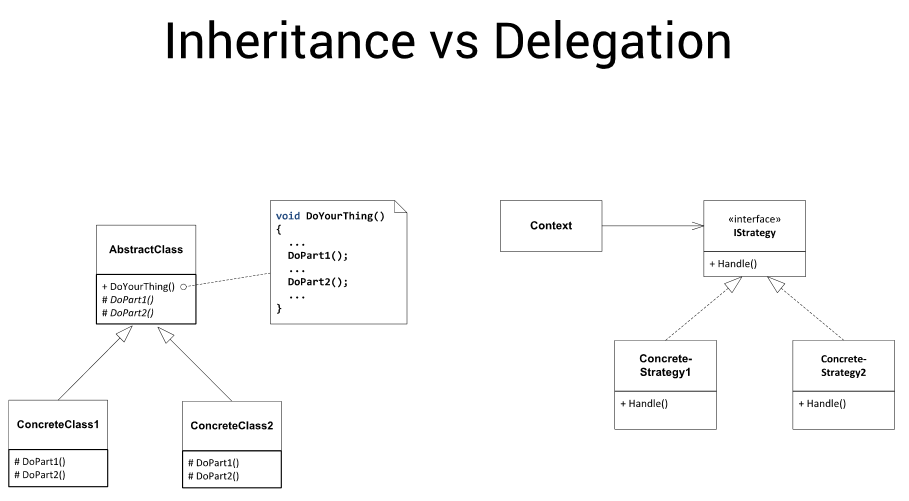 Inheritance vs Delegation
AbstractClass
+ DoYourThing()
# DoPart1()
# DoPart2()
void DoYourThing()
{
...
DoPart1();
...
DoPart2();
...
}
ConcreteClass1
# DoPart1()
# DoPart2()
ConcreteClass2
# DoPart1()
# DoPart2()
Context
«interface»
IStrategy
+ Handle()
Concrete-
Strategy1
+ Handle()
Concrete-
Strategy2
+ Handle()